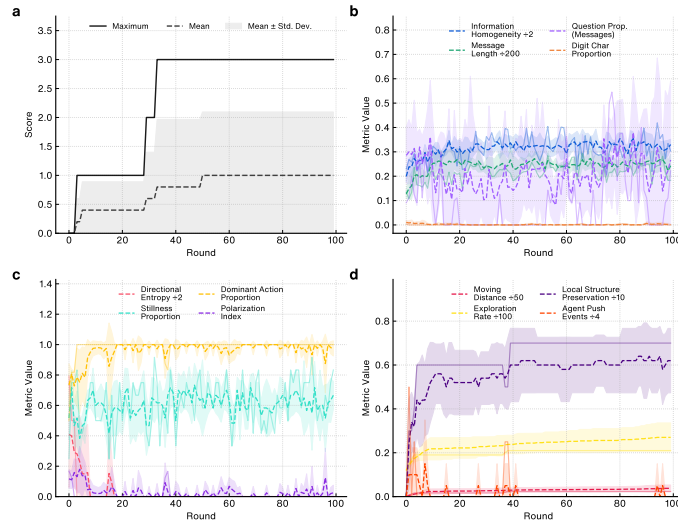 a
Maximum
Mean
Mean ± Std. Dev.
3.5
3.0
2.5
2.0
1.5
1.0
0.5
0.0
Score
0
20
40
60
80
100
Round
b
Information
Homogeneity ÷2
Message
Length ÷200
Question Prop.
(Messages)
Digit Char
Proportion
0.8
0.7
0.6
0.5
0.4
0.3
0.2
0.1
0.0
Metric Value
0
20
40
60
80
100
Round
c
Directional
Entropy ÷2
Stillness
Proportion
Dominant Action
Proportion
Polarization
Index
1.4
1.2
1.0
0.8
0.6
0.4
0.2
0.0
Metric Value
0
20
40
60
80
100
Round
d
Moving
Distance ÷50
Exploration
Rate ÷100
Local Structure
Preservation ÷10
Agent Push
Events ÷4
0.8
0.6
0.4
0.2
0.0
Metric Value
0
20
40
60
80
100
Round